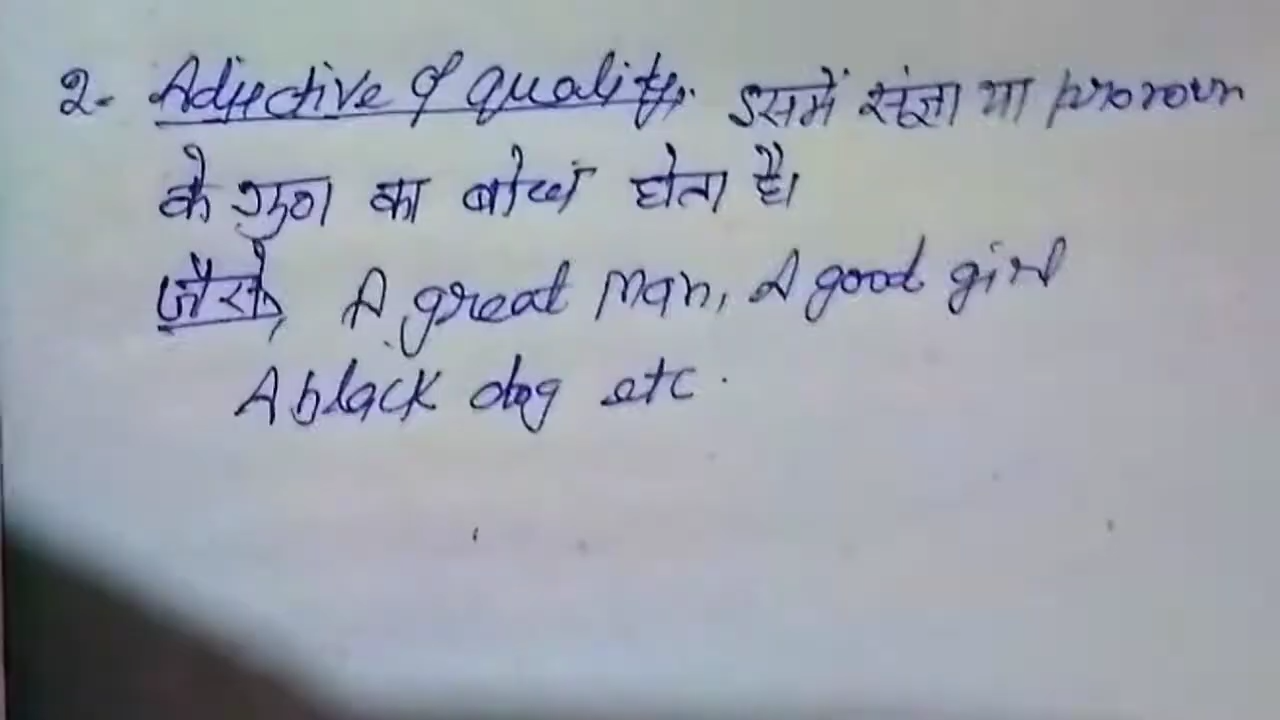 2- Adjective of quality. इसमें संज्ञा या pronoun
के गुण का बोध होता है।
जैसे, A great man, A good girl
A black dog etc.